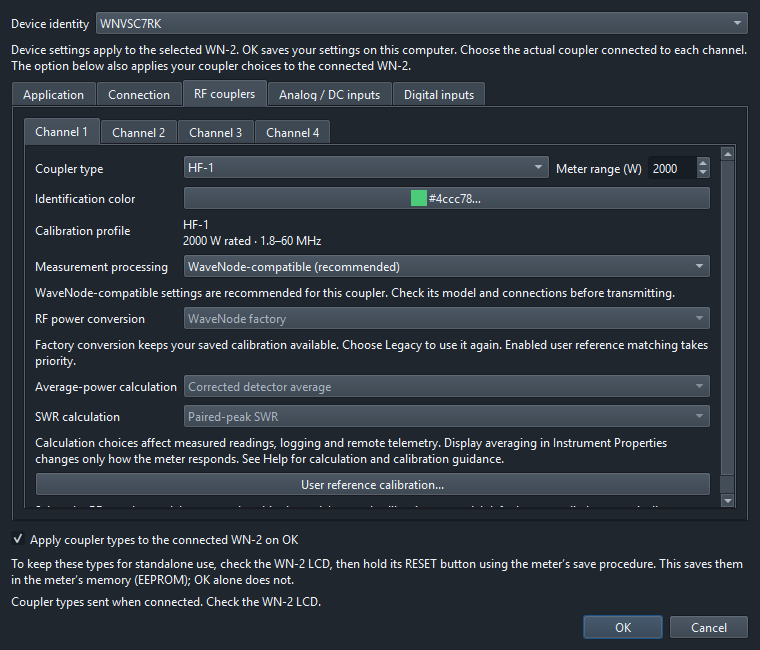 Device identity WNVSC7RK
Device settings apply to the selected WN-2. OK saves your settings on this computer. Choose the actual coupler connected to each channel.
The option below also applies your coupler choices to the connected WN-2.
Application Connection RF couplers Analog / DC inputs Digital inputs
Channel 1 Channel 2 Channel 3 Channel 4
Coupler type HF-1 Meter range (W) 2000
Identification color #4ccc78...
Calibration profile
HF-1
2000 W rated · 1.8–60 MHz
Measurement processing WaveNode-compatible (recommended)
WaveNode-compatible settings are recommended for this coupler. Check its model and connections before transmitting.
RF power conversion WaveNode factory
Factory conversion keeps your saved calibration available. Choose Legacy to use it again. Enabled user reference matching takes
priority.
Average-power calculation Corrected detector average
SWR calculation Paired-peak SWR
Calculation choices affect measured readings, logging and remote telemetry. Display averaging in Instrument Properties
changes only how the meter responds. See Help for calculation and calibration guidance.
User reference calibration...
Apply coupler types to the connected WN-2 on OK
To keep these types for standalone use, check the WN-2 LCD, then hold its RESET button using the meter's save procedure. This saves them
in the meter's memory (EEPROM); OK alone does not.
Coupler types sent when connected. Check the WN-2 LCD.
OK Cancel